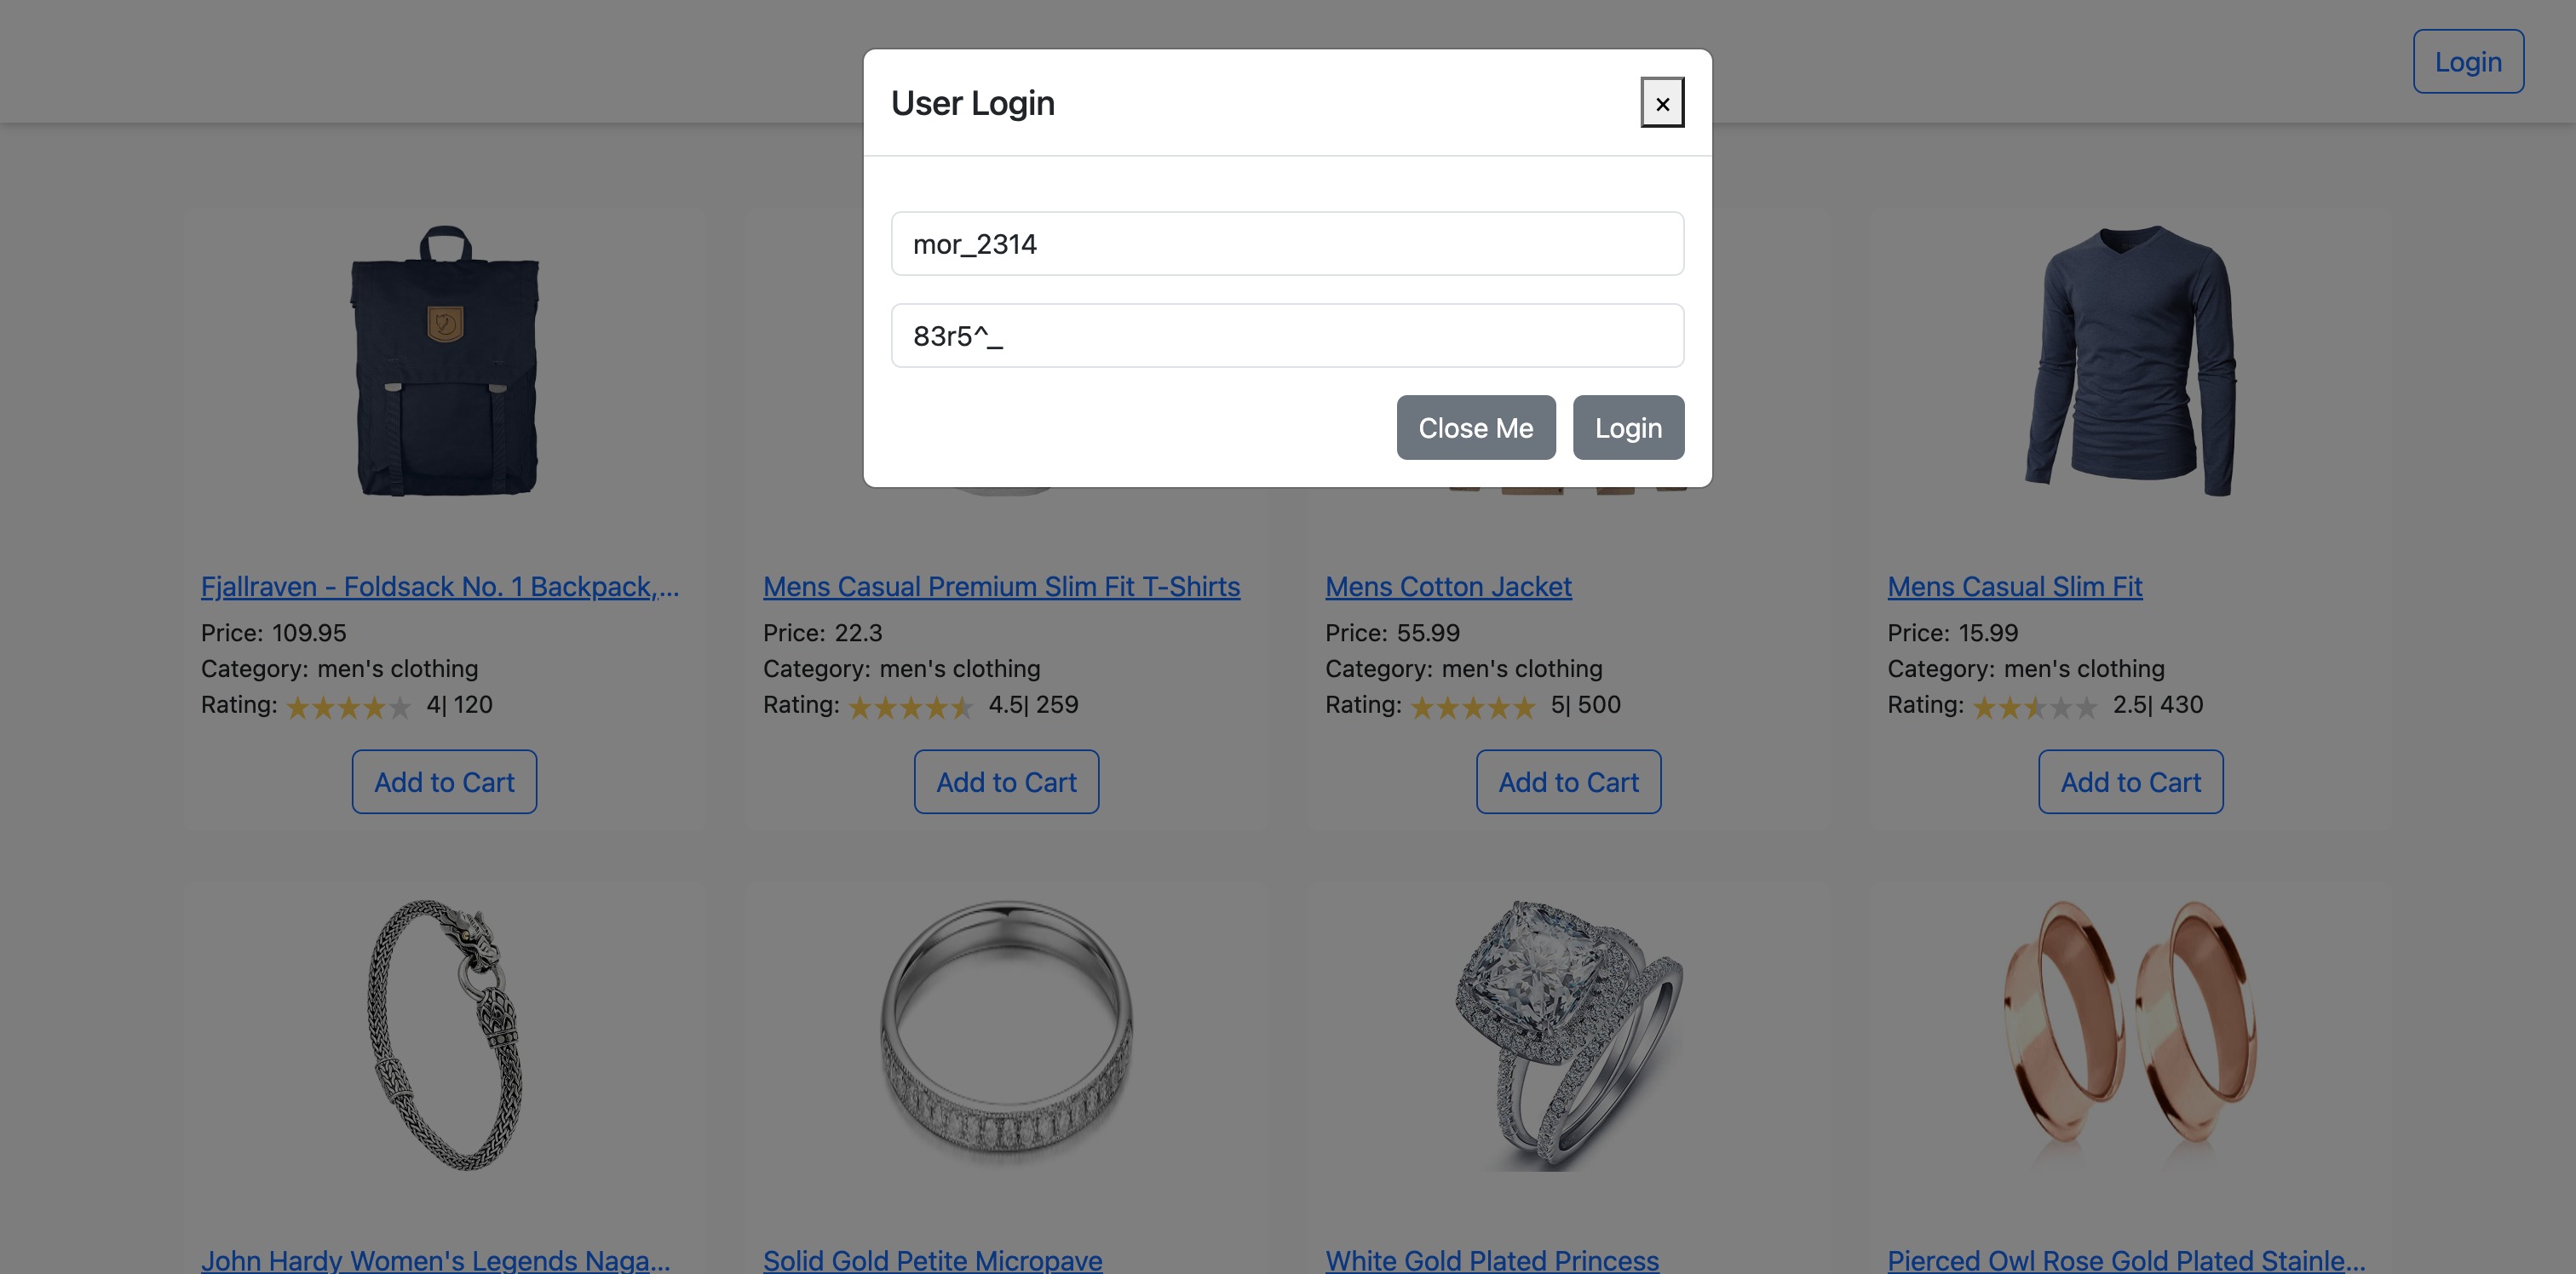 Login
User Login
×
mor_2314
83r5^_
Close Me Login
Fjallraven - Foldsack No. 1 Backpack,...
Price: 109.95
Category: men's clothing
Rating: 4| 120
Add to Cart
Mens Casual Premium Slim Fit T-Shirts
Price: 22.3
Category: men's clothing
Rating: 4.5| 259
Add to Cart
Mens Cotton Jacket
Price: 55.99
Category: men's clothing
Rating: 5| 500
Add to Cart
Mens Casual Slim Fit
Price: 15.99
Category: men's clothing
Rating: 2.5| 430
Add to Cart
John Hardy Women's Legends Naga...
Solid Gold Petite Micropave
White Gold Plated Princess
Pierced Owl Rose Gold Plated Stainle...